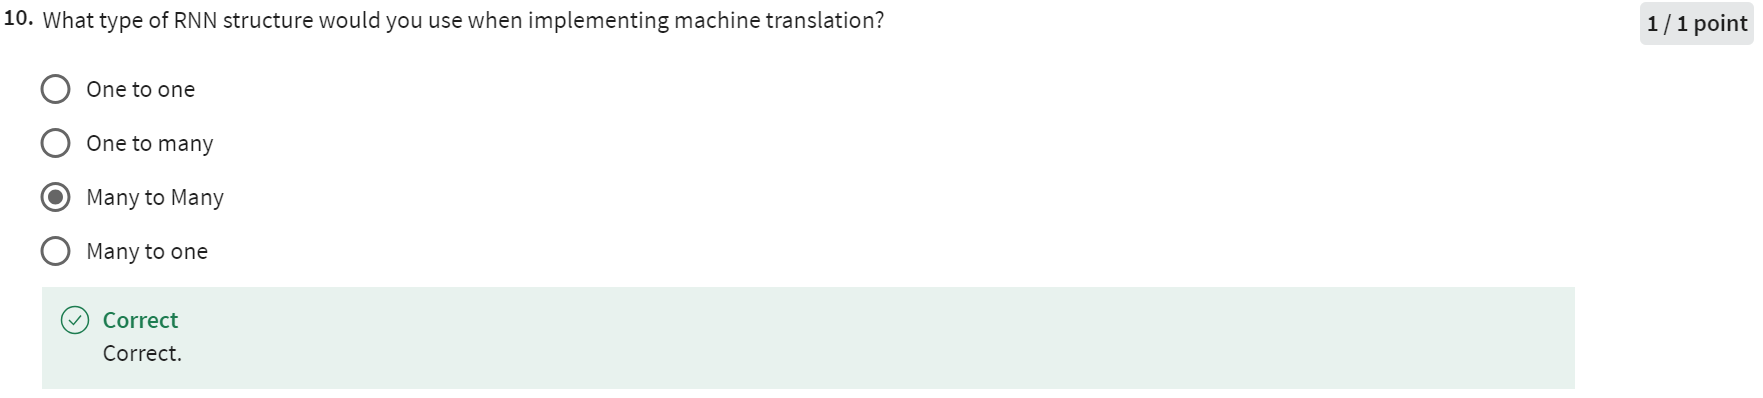 10. What type of RNN structure would you use when implementing machine translation?
1 / 1 point
One to one
One to many
Many to Many
Many to one
Correct
Correct.